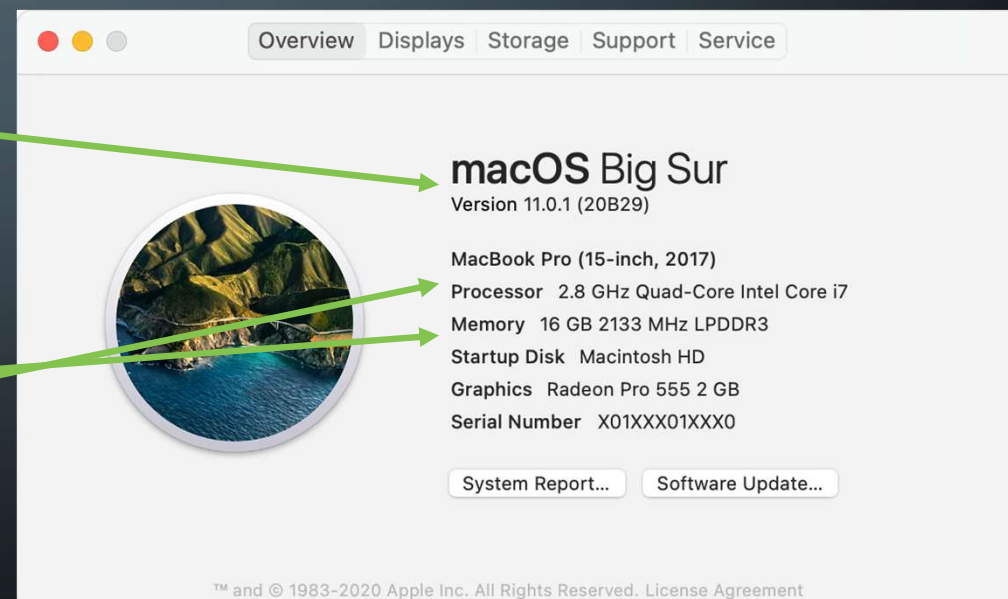 Overview Displays Storage Support Service
macOS Big Sur
Version 11.0.1 (20B29)
MacBook Pro (15-inch, 2017)
Processor 2.8 GHz Quad-Core Intel Core i7
Memory 16 GB 2133 MHz LPDDR3
Startup Disk Macintosh HD
Graphics Radeon Pro 555 2 GB
Serial Number X01XXX01XXX0
System Report... Software Update...
™ and © 1983-2020 Apple Inc. All Rights Reserved. License Agreement